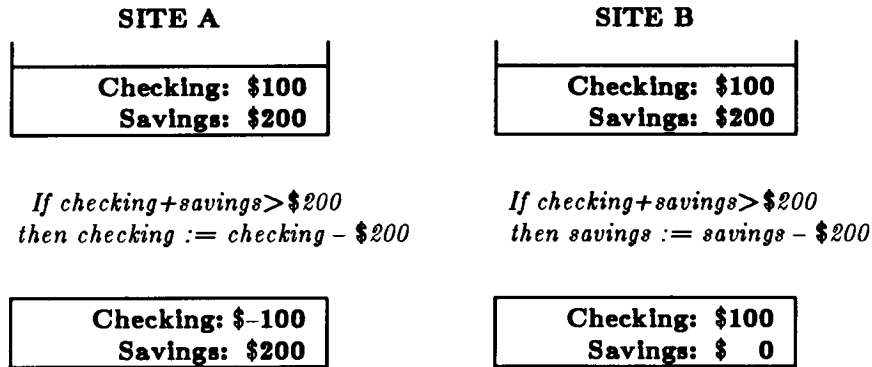 SITE A
Checking: $100
Savings: $200
If checking+savings>$200
then checking := checking – $200
Checking: $–100
Savings: $200
SITE B
Checking: $100
Savings: $200
If checking+savings>$200
then savings := savings – $200
Checking: $100
Savings: $ 0